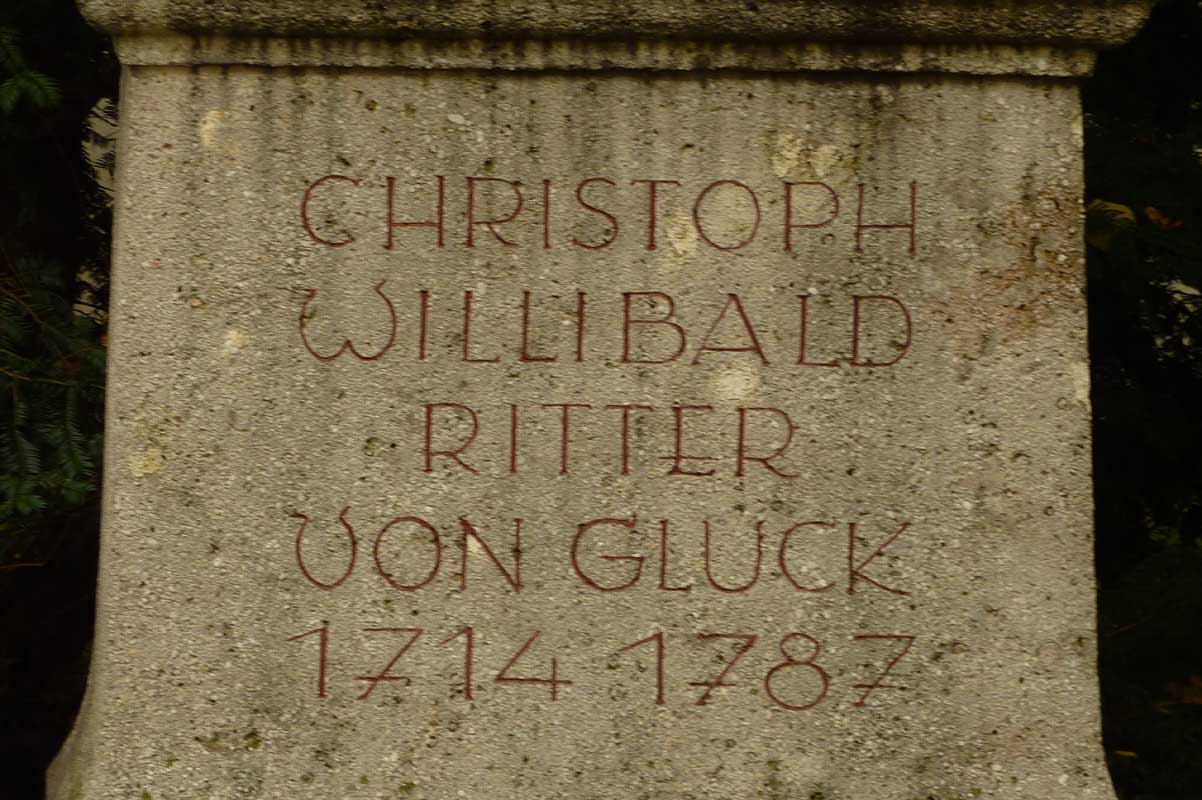 CHRISTOPH
WILLIBALD
RITTER
VON GLUCK
1714 1787